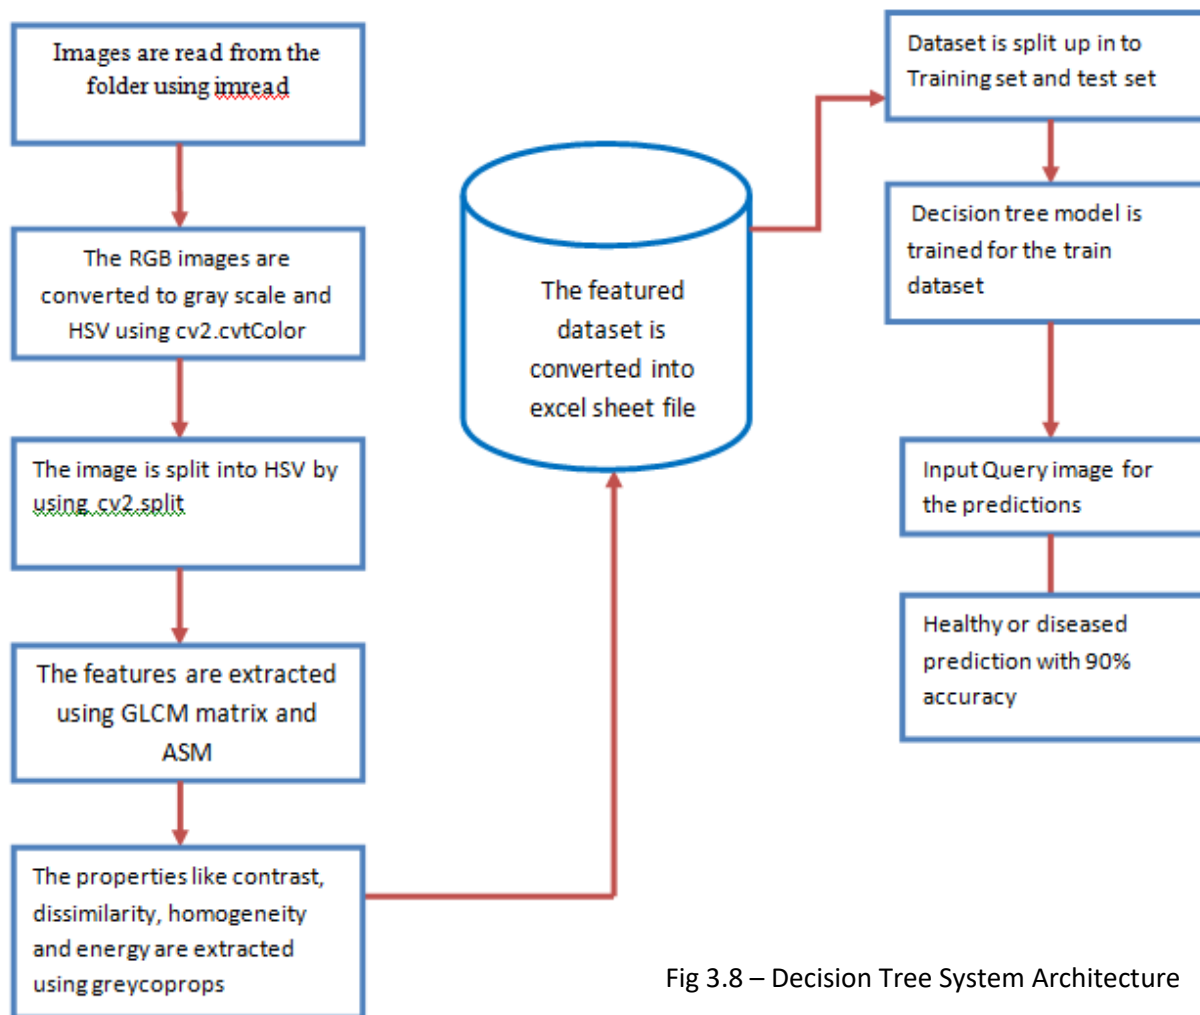 Images are read from the
folder using imread
The RGB images are
converted to gray scale and
HSV using cv2.cvtColor
The image is split into HSV by
using cv2.split
The features are extracted
using GLCM matrix and
ASM
The properties like contrast,
dissimilarity, homogeneity
and energy are extracted
using greycoprops
The featured
dataset is
converted into
excel sheet file
Dataset is split up in to
Training set and test set
Decision tree model is
trained for the train
dataset
Input Query image for
the predictions
Healthy or diseased
prediction with 90%
accuracy
Fig 3.8 – Decision Tree System Architecture